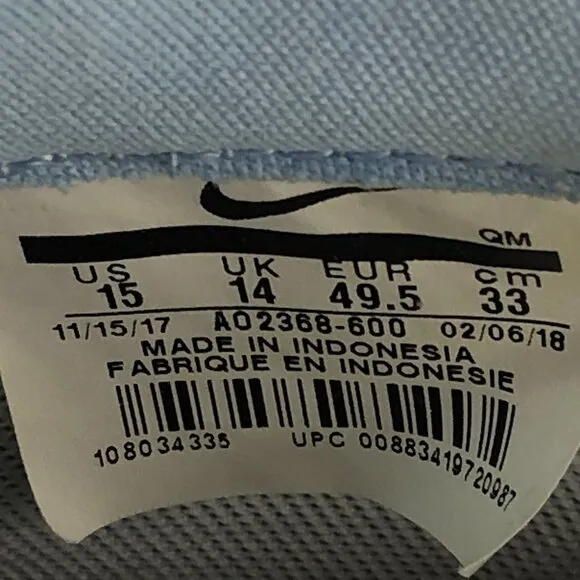 QM
US UK EUR cm
15 14 49.5 33
11/15/17 AO2368-600 02/06/18
MADE IN INDONESIA
FABRIQUE EN INDONESIE
108034335 UPC 00883419720987